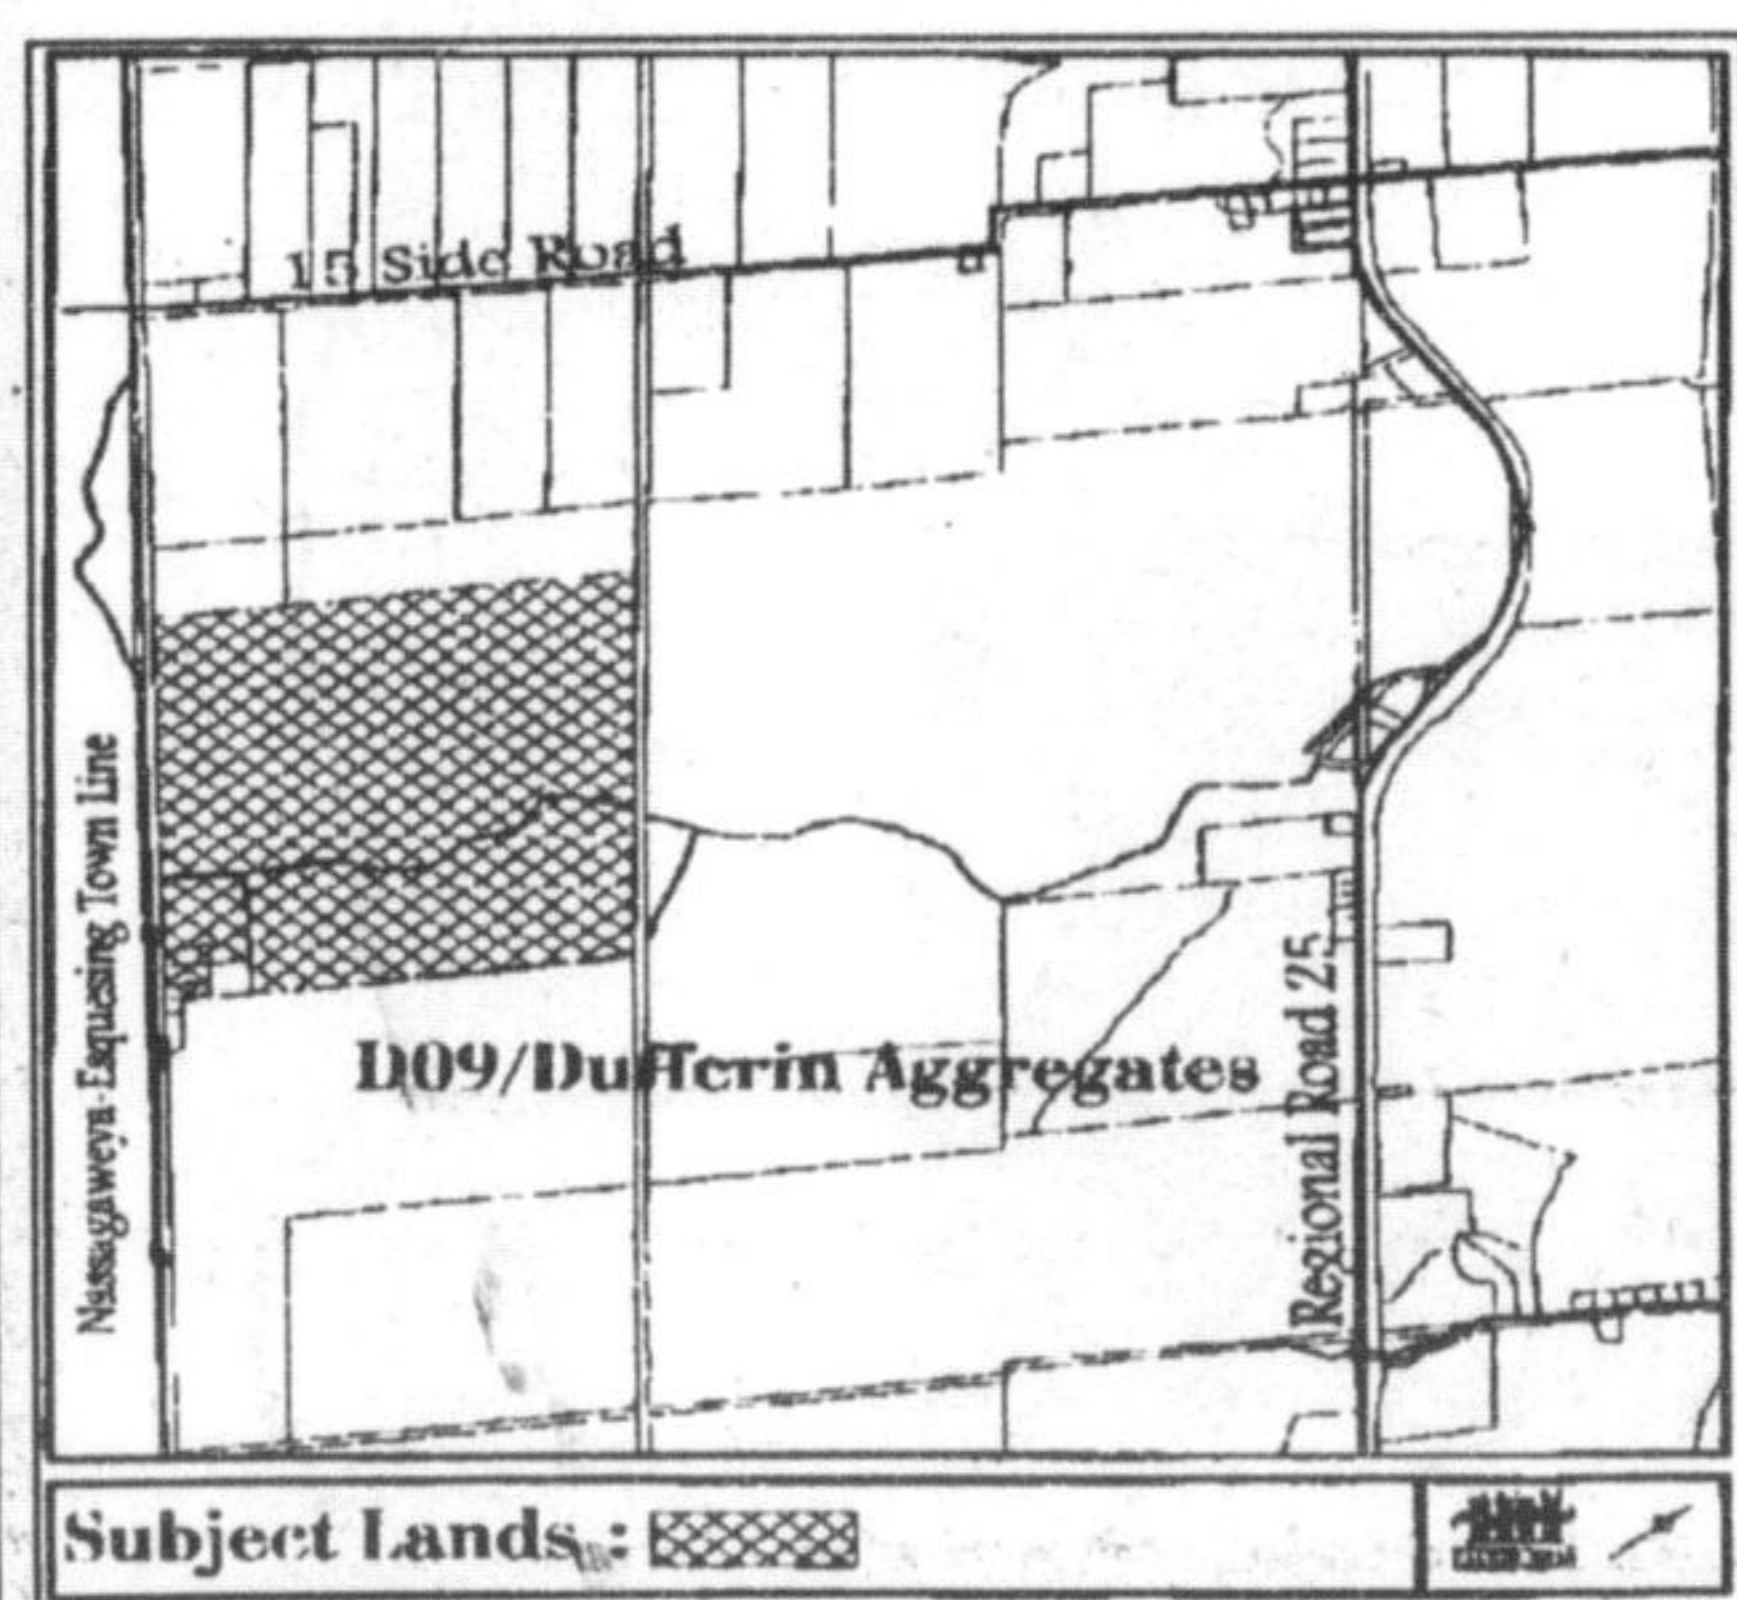 15 Side Road
Nassagaweya-Esquesing Town Line
D09/Dufferin Aggregates
Regional Road 25
Subject Lands :